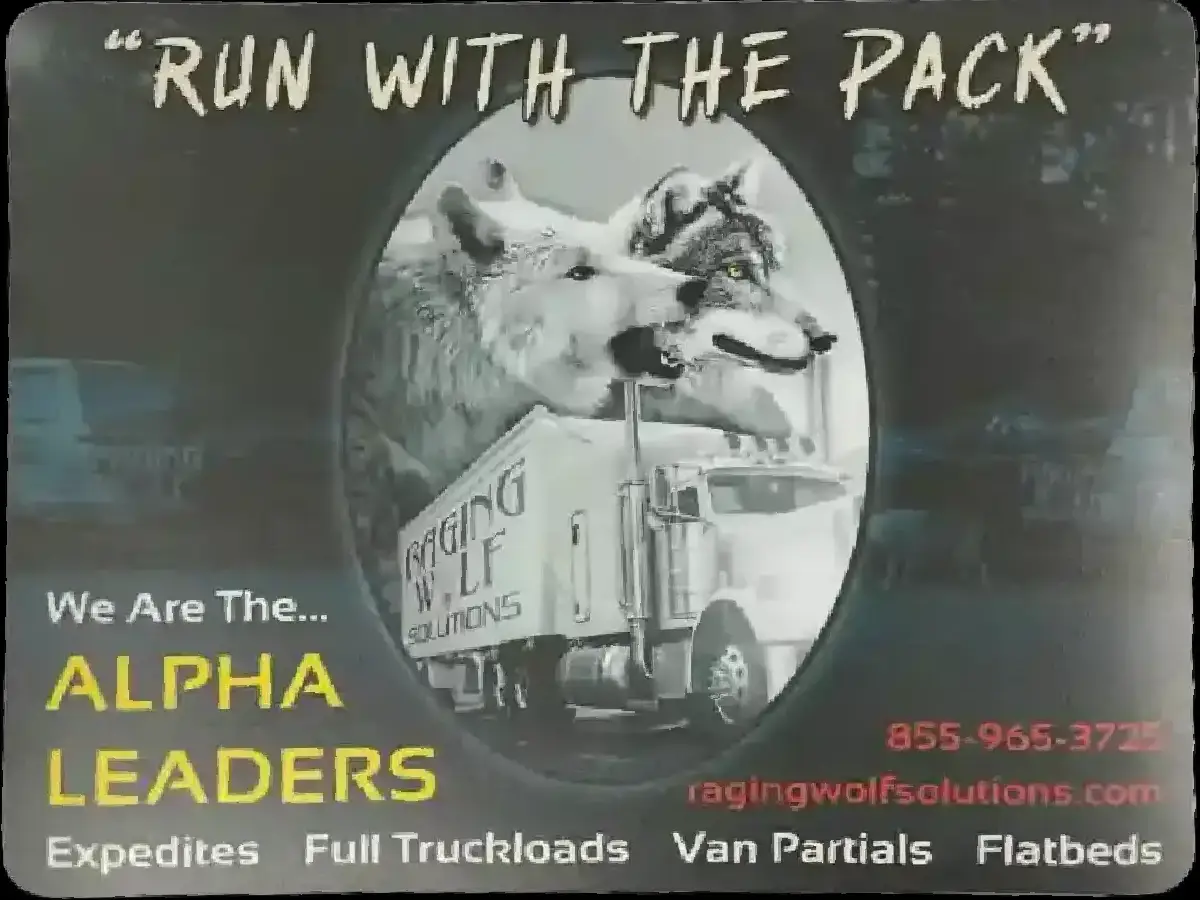 “RUN WITH THE PACK”
RAGING
WOLF
SOLUTIONS
We Are The...
ALPHA
LEADERS
855-965-3725
ragingwolfsolutions.com
Expedites Full Truckloads Van Partials Flatbeds